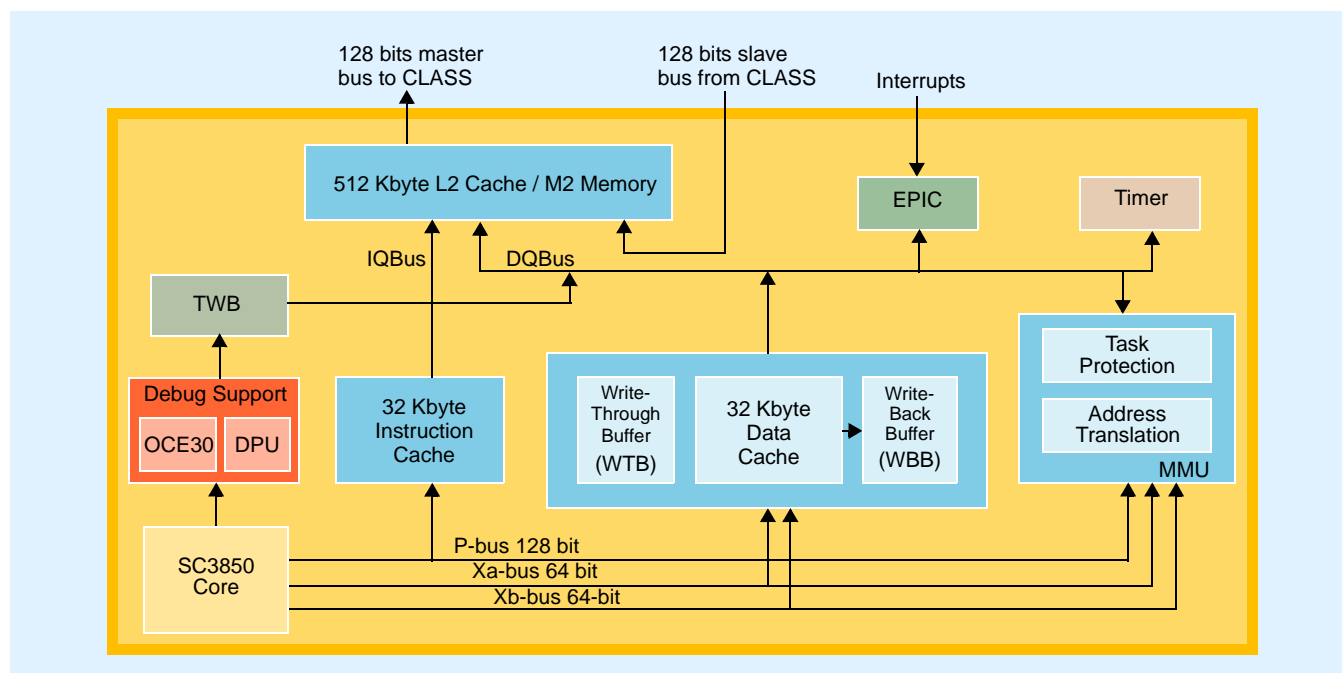 128 bits master
bus to CLASS
128 bits slave
bus from CLASS
Interrupts
512 Kbyte L2 Cache / M2 Memory
EPIC
Timer
IQBus
DQBus
TWB
Task
Protection
Address
Translation
MMU
Debug Support
OCE30
DPU
32 Kbyte
Instruction
Cache
Write-
Through
Buffer
(WTB)
32 Kbyte
Data
Cache
Write-
Back
Buffer
(WBB)
SC3850
Core
P-bus 128 bit
Xa-bus 64 bit
Xb-bus 64-bit